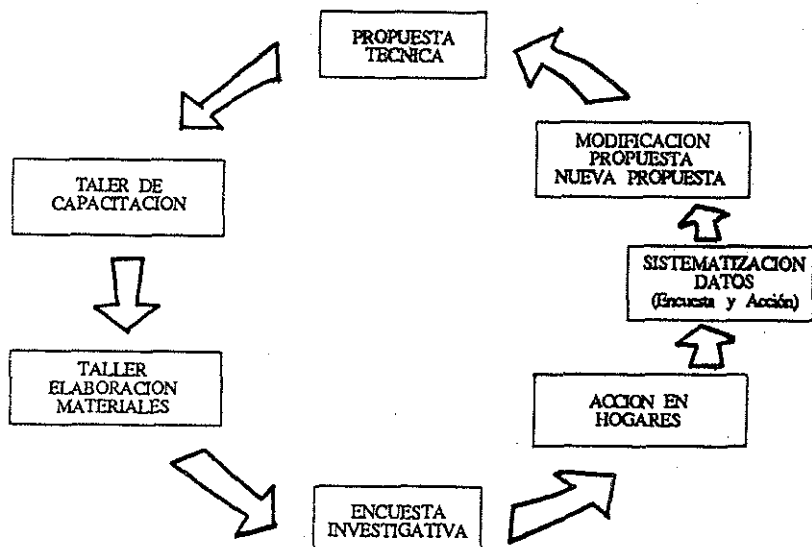 PROPUESTA
TECNICA
TALER DE
CAPACITACION
TALLER
ELABORACION
MATERIALES
ENCUESTA
INVESTIGATIVA
ACCION EN
HOGARES
SISTEMATIZACION
DATOS
(Encuesta y Acción)
MODIFICACION
PROPUESTA
NUEVA PROPUESTA